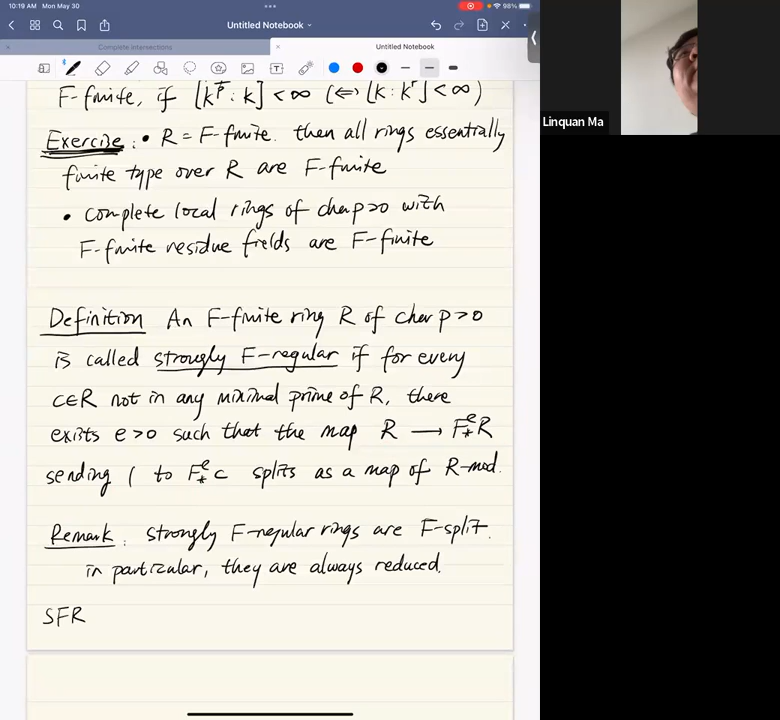 10:19 AM Mon May 30
98%
Untitled Notebook
Complete Intersections
Untitled Notebook
F-finite, if [k^{1/p} : k] < ∞ (⇔ [k : k^p] < ∞)
Exercise : • R = F-finite. then all rings essentially
finite type over R are F-finite
• complete local rings of char p>0 with
F-finite residue fields are F-finite
Definition An F-finite ring R of char p>0
is called strongly F-regular if for every
c∈R not in any minimal prime of R, there
exists e>0 such that the map R → F^e_* R
sending 1 to F^e_* c splits as a map of R-mod.
Remark : strongly F-regular rings are F-split.
in particular, they are always reduced.
SFR
Linquan Ma